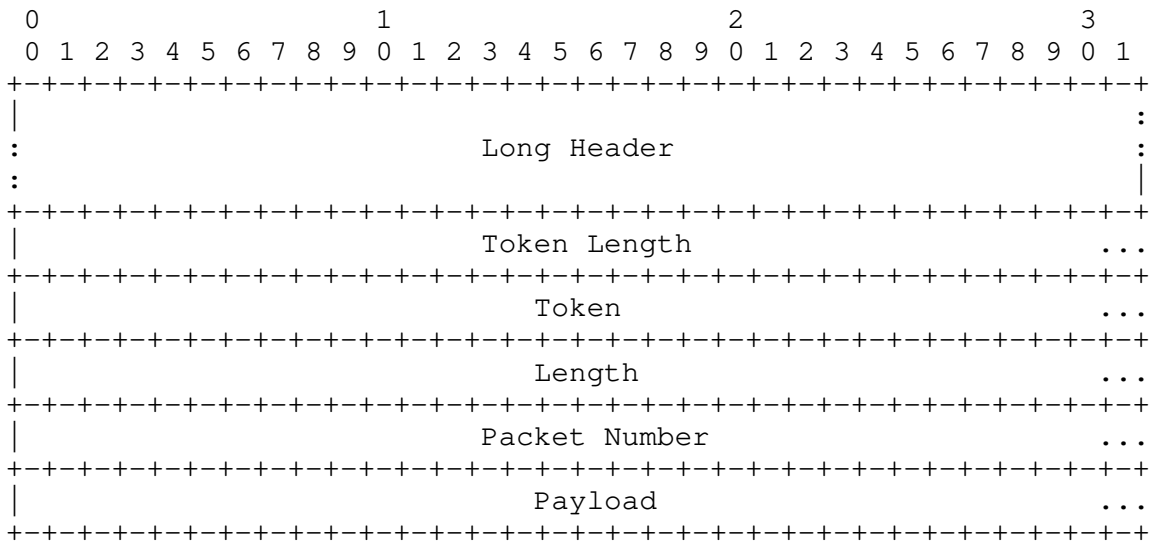 0                   1                   2                   3
 0 1 2 3 4 5 6 7 8 9 0 1 2 3 4 5 6 7 8 9 0 1 2 3 4 5 6 7 8 9 0 1
+-+-+-+-+-+-+-+-+-+-+-+-+-+-+-+-+-+-+-+-+-+-+-+-+-+-+-+-+-+-+-+-+
|                                                               :
:                          Long Header                          :
:                                                               |
+-+-+-+-+-+-+-+-+-+-+-+-+-+-+-+-+-+-+-+-+-+-+-+-+-+-+-+-+-+-+-+-+
|                          Token Length                       ...
+-+-+-+-+-+-+-+-+-+-+-+-+-+-+-+-+-+-+-+-+-+-+-+-+-+-+-+-+-+-+-+-+
|                             Token                           ...
+-+-+-+-+-+-+-+-+-+-+-+-+-+-+-+-+-+-+-+-+-+-+-+-+-+-+-+-+-+-+-+-+
|                             Length                          ...
+-+-+-+-+-+-+-+-+-+-+-+-+-+-+-+-+-+-+-+-+-+-+-+-+-+-+-+-+-+-+-+-+
|                          Packet Number                      ...
+-+-+-+-+-+-+-+-+-+-+-+-+-+-+-+-+-+-+-+-+-+-+-+-+-+-+-+-+-+-+-+-+
|                             Payload                         ...
+-+-+-+-+-+-+-+-+-+-+-+-+-+-+-+-+-+-+-+-+-+-+-+-+-+-+-+-+-+-+-+-+